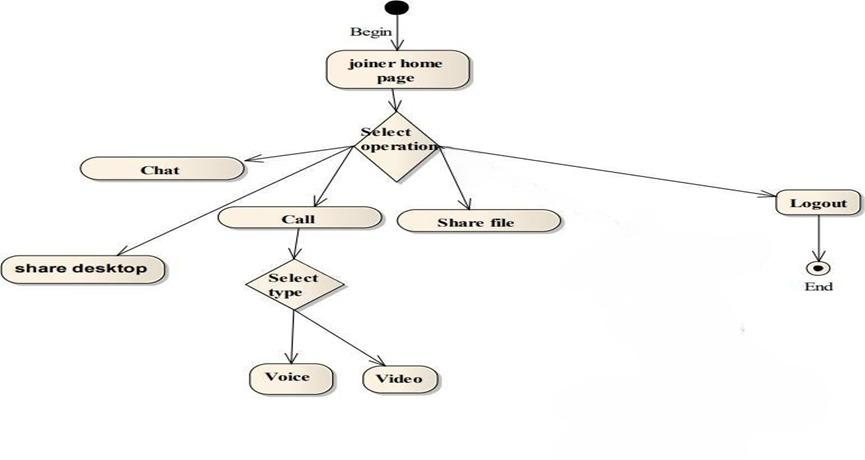 Begin
joiner home
page
Select
operation
Chat
Call
Share file
Logout
share desktop
Select
type
End
Voice
Video